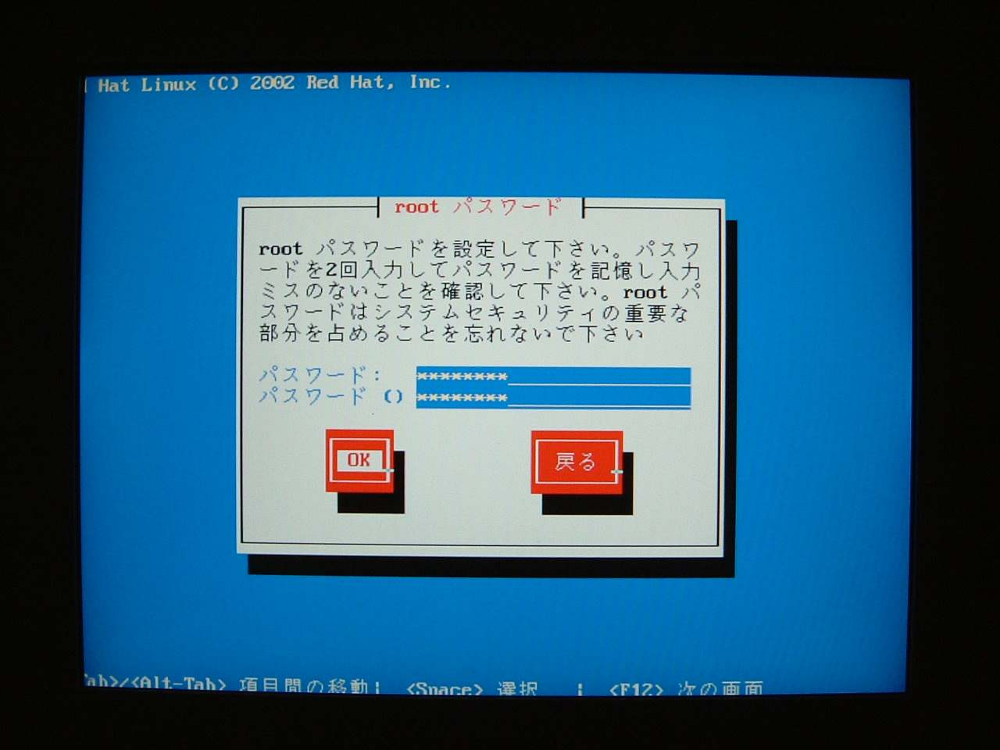 Hat Linux (C) 2002 Red Hat, Inc.
root パスワード
root パスワードを設定して下さい。パスワ
ードを2回入力してパスワードを記憶し入力
ミスのないことを確認して下さい。root パ
スワードはシステムセキュリティの重要な
部分を占めることを忘れないで下さい
パスワード: ********
パスワード () ********
OK
戻る
ab>/<Alt-Tab> 項目間の移動| <Space> 選択 | <F12> 次の画面